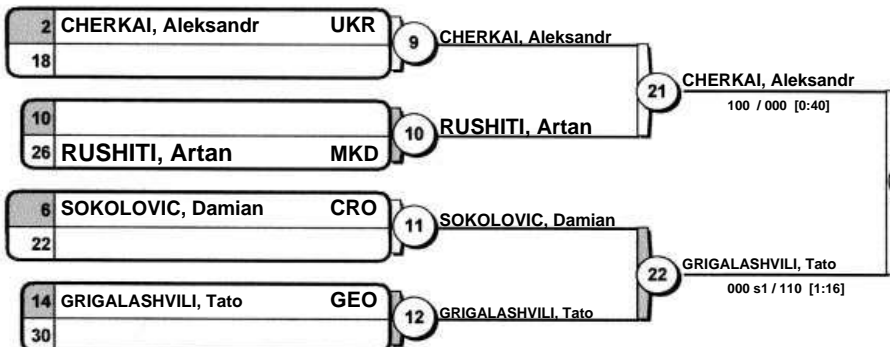 2 CHERKAI, Aleksandr UKR
18
9 CHERKAI, Aleksandr
10
26 RUSHITI, Artan MKD
10 RUSHITI, Artan
21 CHERKAI, Aleksandr
100 / 000 [0:40]
6 SOKOLOVIC, Damian CRO
22
11 SOKOLOVIC, Damian
14 GRIGALASHVILI, Tato GEO
30
12 GRIGALASHVILI, Tato
22 GRIGALASHVILI, Tato
000 s1 / 110 [1:16]